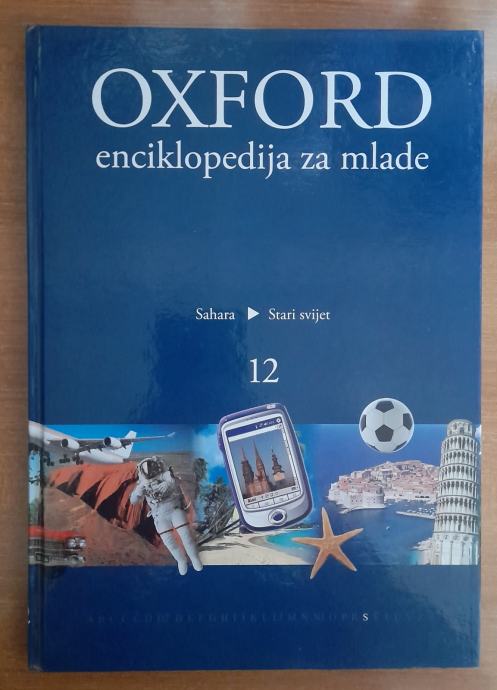 OXFORD
enciklopedija za mlade
Sahara ▶ Stari svijet
12
S